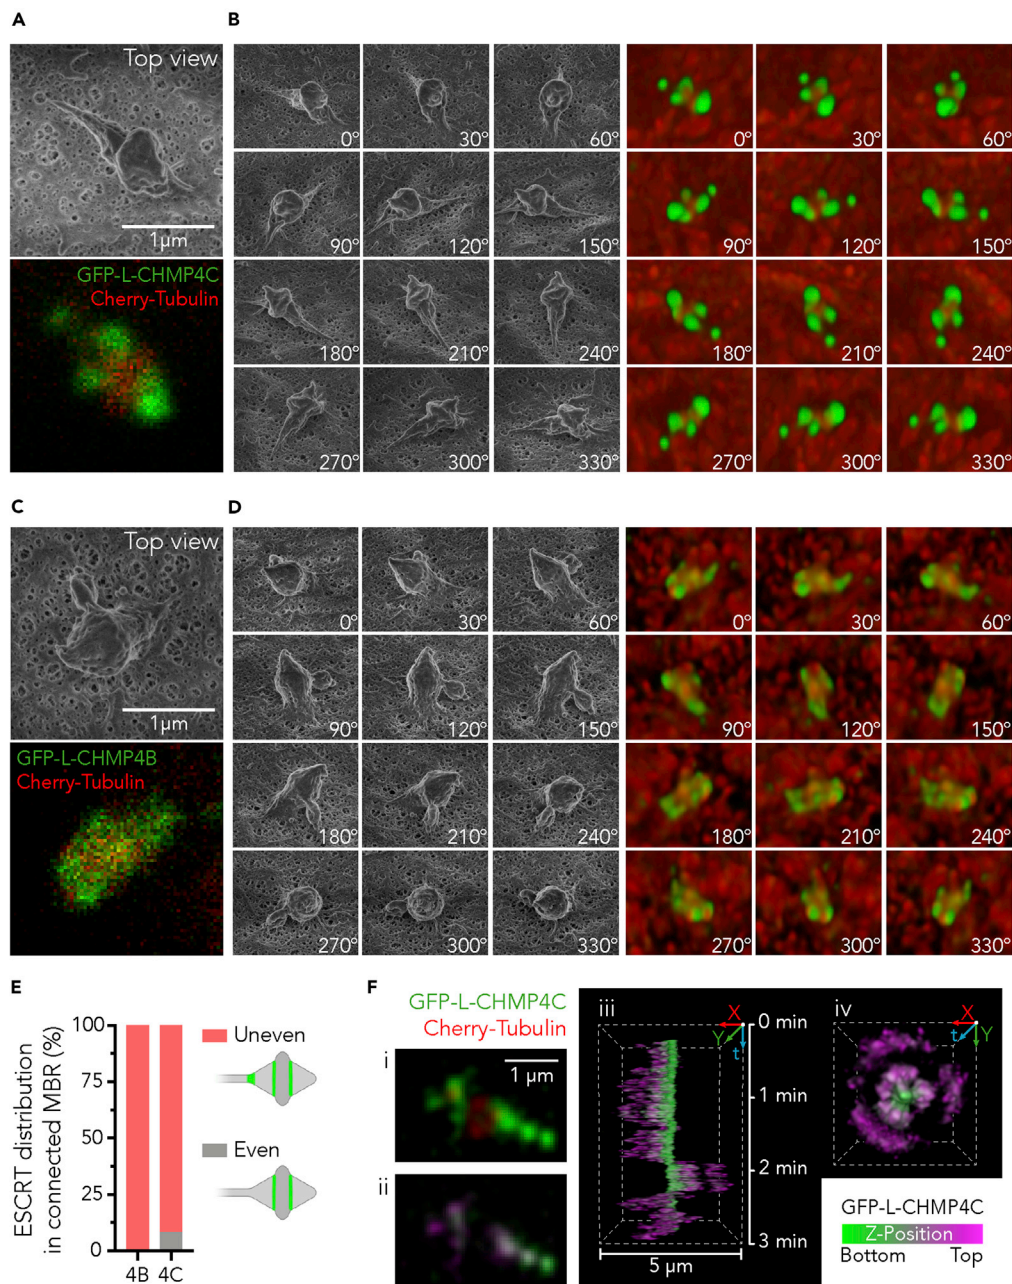 A
B
Top view
1µm
GFP-L-CHMP4C
Cherry-Tubulin
0° 30° 60° 0° 30° 60°
90° 120° 150° 90° 120° 150°
180° 210° 240° 180° 210° 240°
270° 300° 330° 270° 300° 330°
C
D
Top view
1µm
GFP-L-CHMP4B
Cherry-Tubulin
0° 30° 60° 0° 30° 60°
90° 120° 150° 90° 120° 150°
180° 210° 240° 180° 210° 240°
270° 300° 330° 270° 300° 330°
E
ESCRT distribution
in connected MBR (%)
100
75
50
25
0
4B 4C
Uneven
Even
F
GFP-L-CHMP4C
Cherry-Tubulin
i
1 µm
ii
iii
X
Y
t
0 min
1 min
2 min
3 min
5 µm
iv
X
t
Y
GFP-L-CHMP4C
Z-Position
Bottom Top